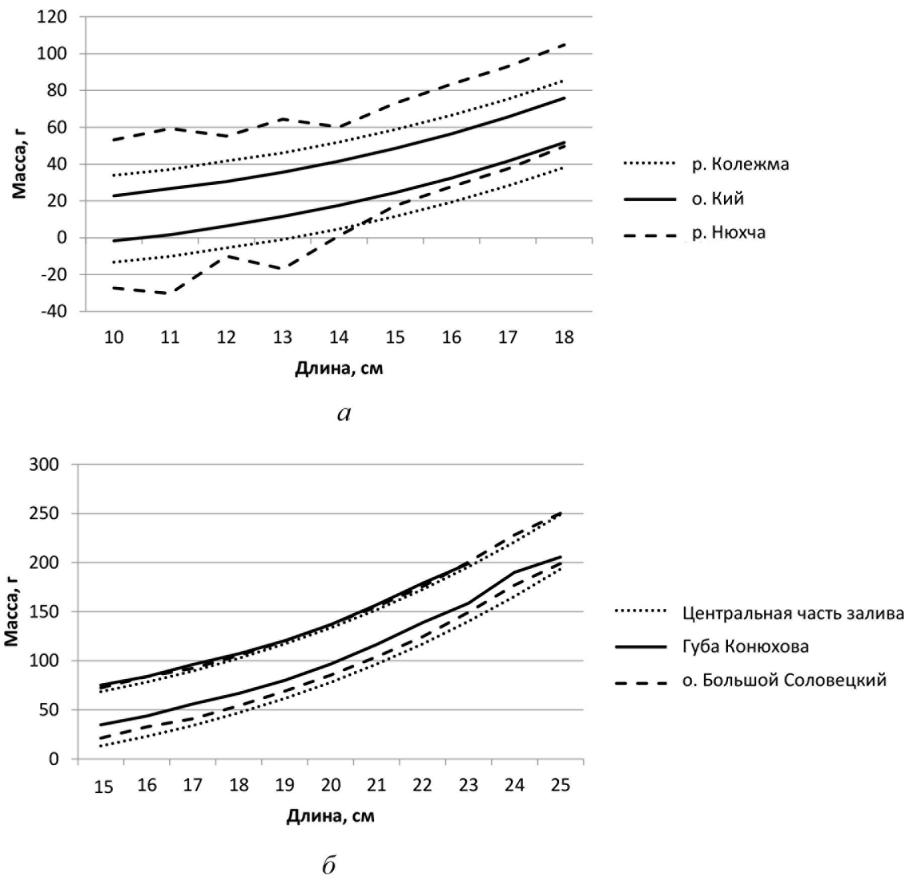 120
100
80
60
40
20
0
-20
-40
Масса, г
10 11 12 13 14 15 16 17 18
Длина, см
р. Колежма
о. Кий
р. Нюхча
а
300
250
200
150
100
50
0
Масса, г
15 16 17 18 19 20 21 22 23 24 25
Длина, см
Центральная часть залива
Губа Конюхова
о. Большой Соловецкий
б